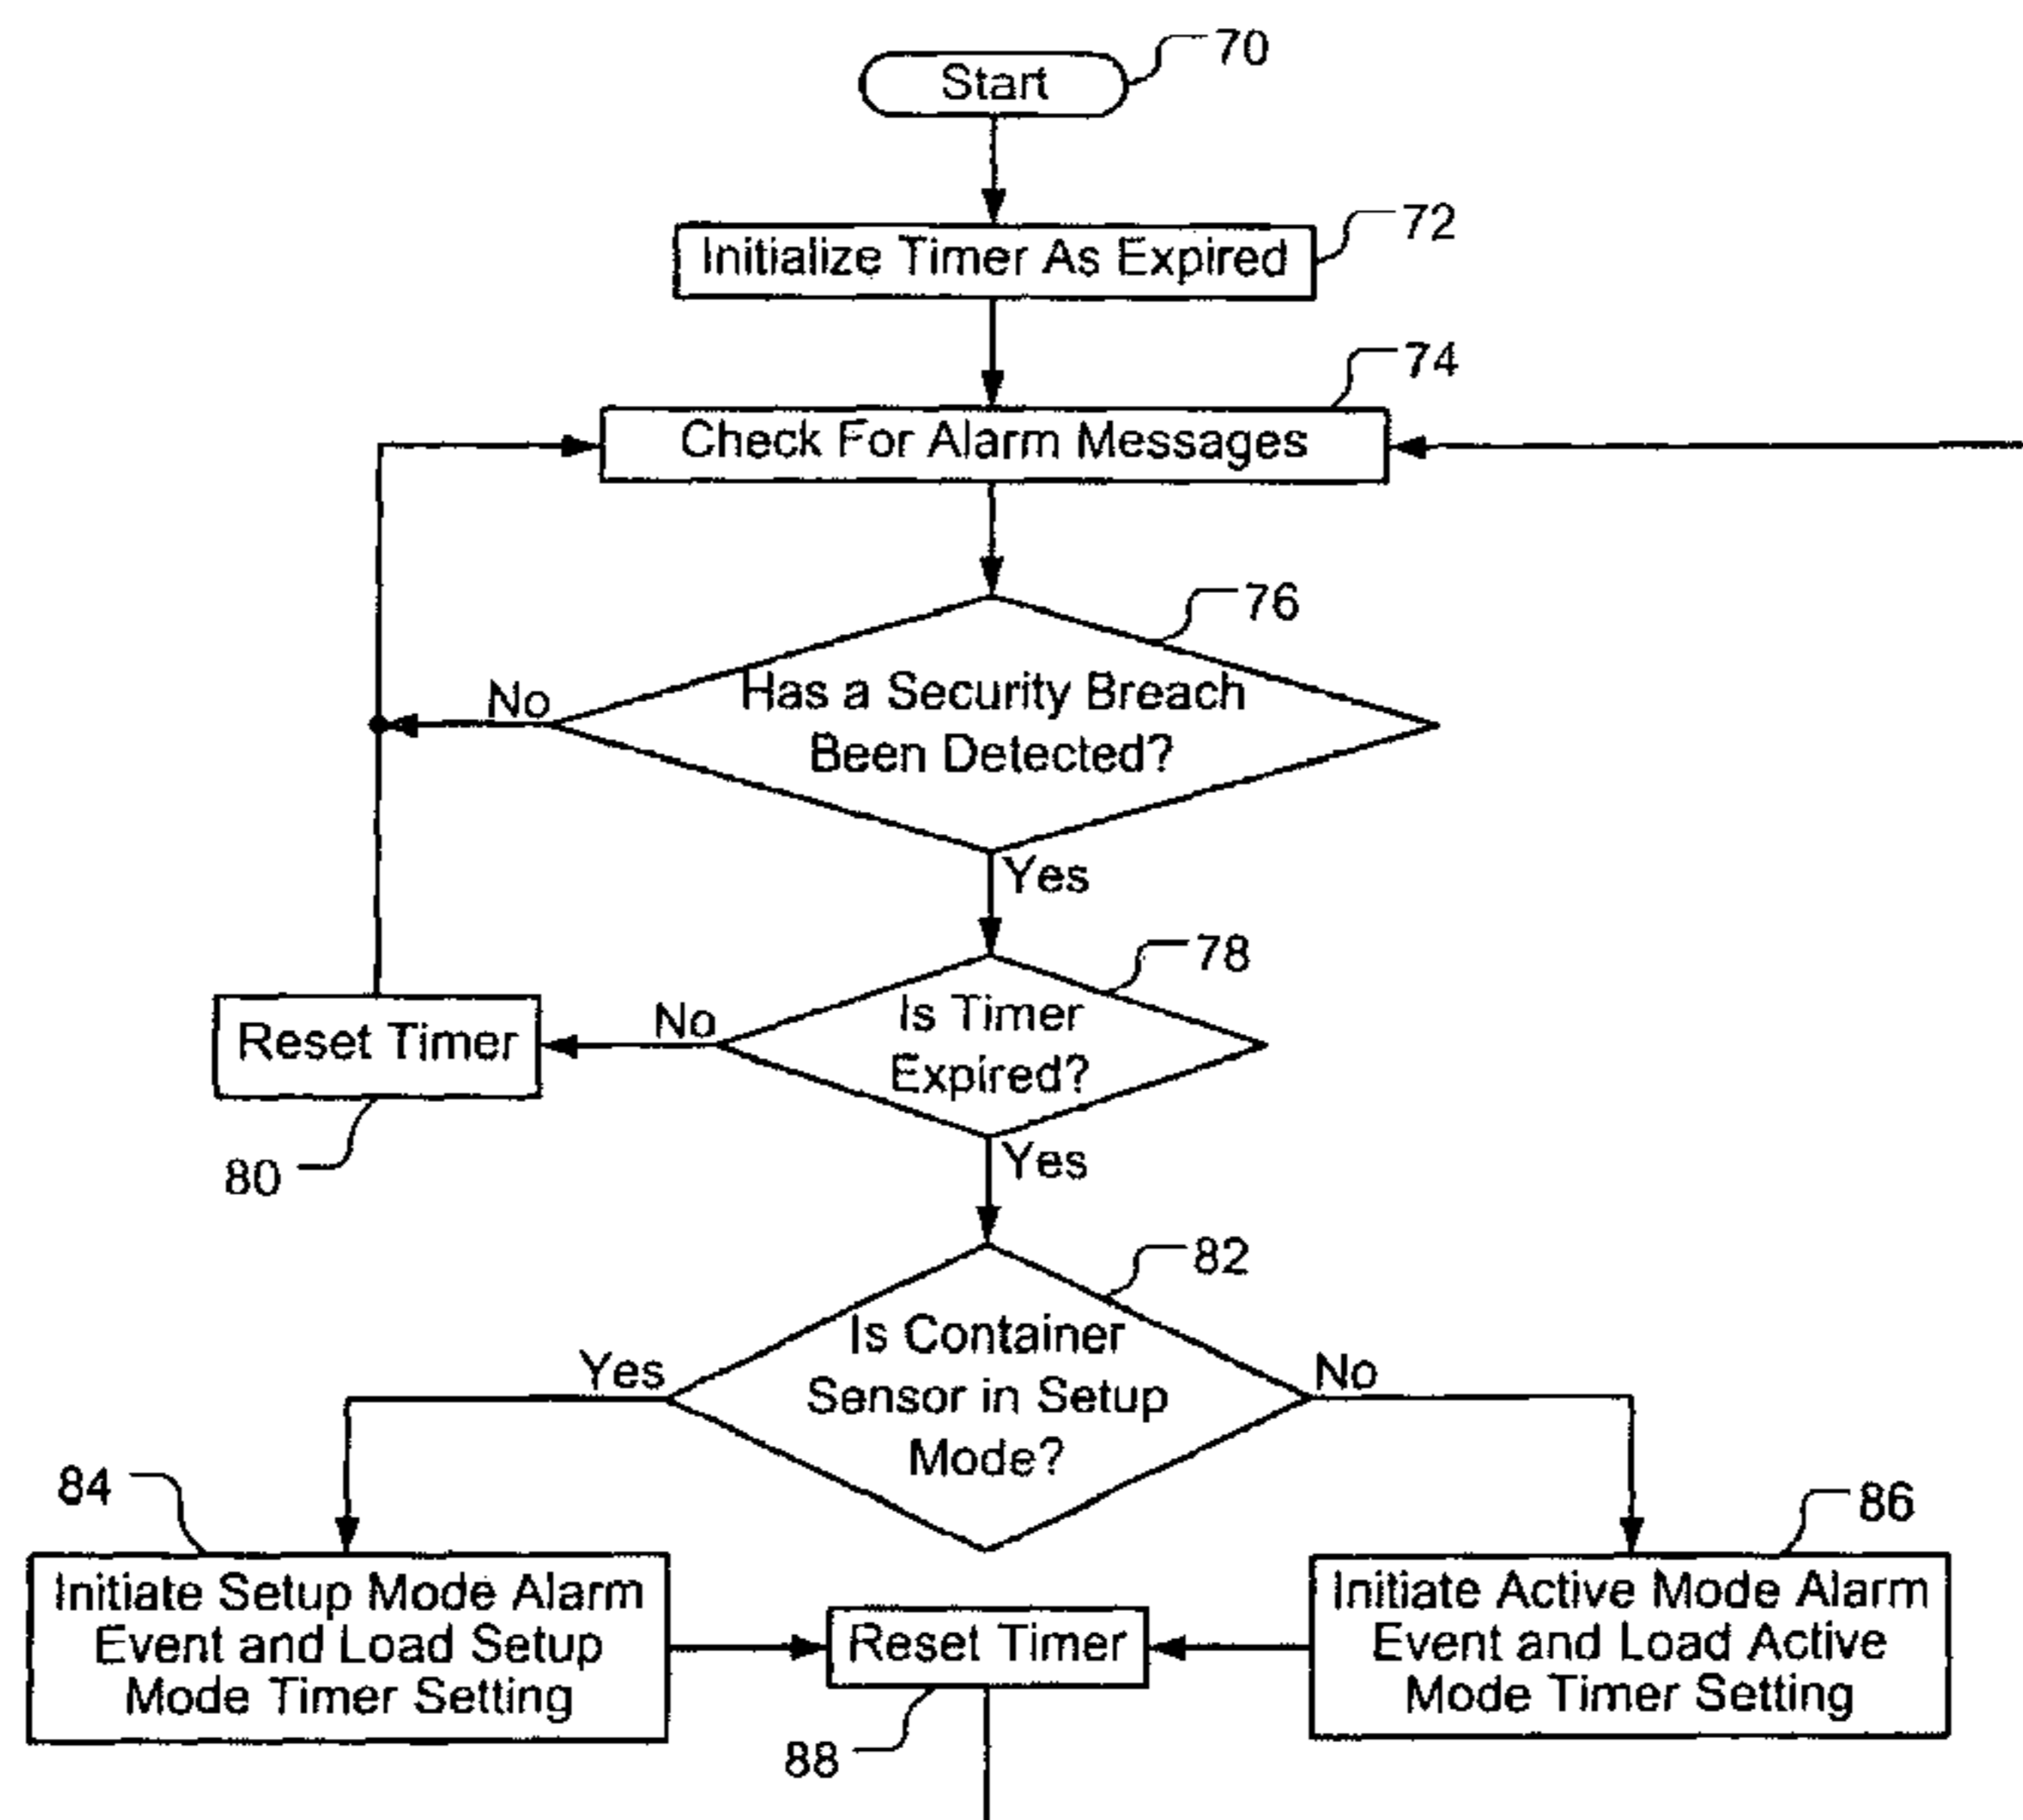 70
Start
72
Initialize Timer As Expired
74
Check For Alarm Messages
76
No
Has a Security Breach
Been Detected?
Yes
78
Is Timer
Expired?
No
Reset Timer
80
Yes
82
Is Container
Sensor in Setup
Mode?
Yes
No
84
86
Initiate Setup Mode Alarm
Event and Load Setup
Mode Timer Setting
Reset Timer
88
Initiate Active Mode Alarm
Event and Load Active
Mode Timer Setting